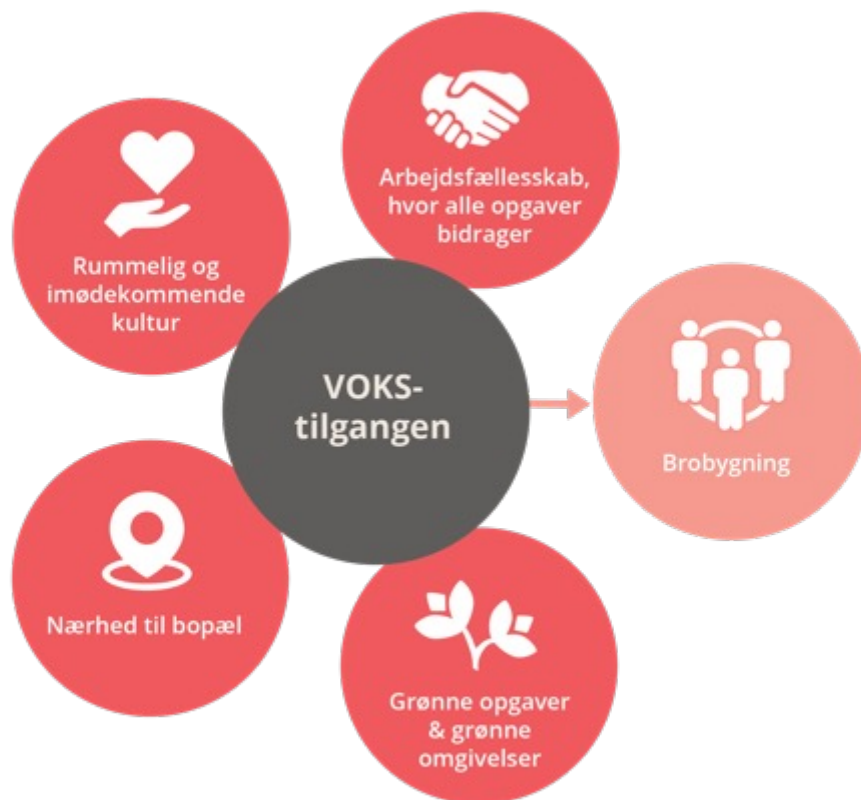 Arbejdsfællesskab,
hvor alle opgaver
bidrager
Rummelig og
imødekommende
kultur
VOKS-
tilgangen
Brobygning
Nærhed til bopæl
Grønne opgaver
& grønne
omgivelser